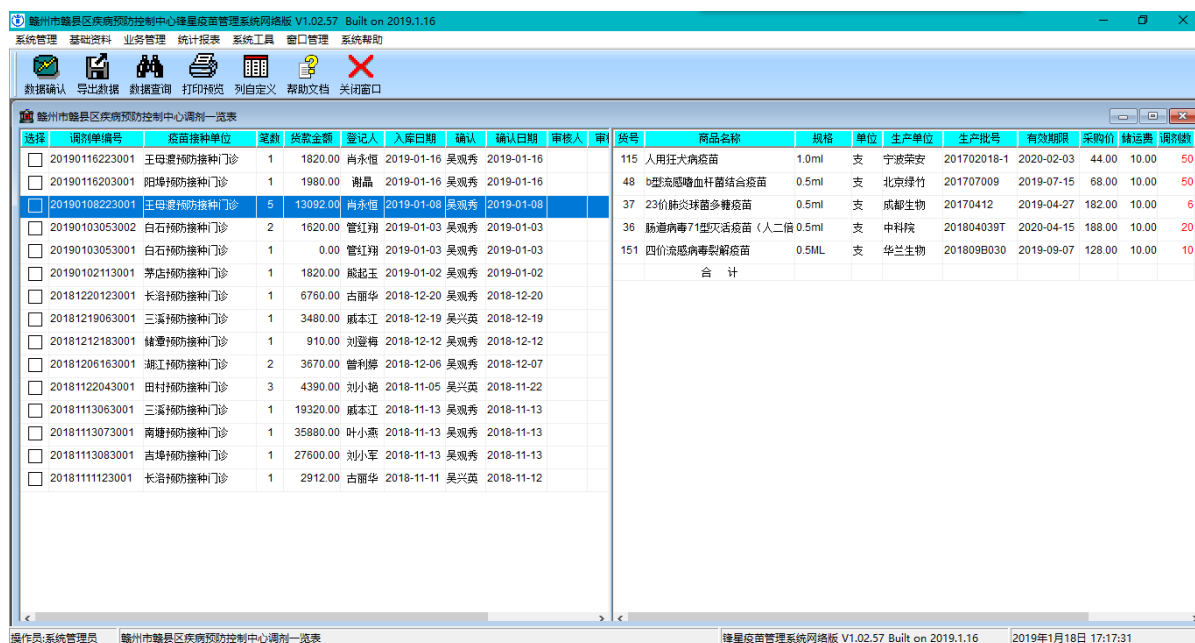 赣州市赣县区疾病预防控制中心锋星疫苗管理系统网络版 V1.02.57 Built on 2019.1.16
系统管理 基础资料 业务管理 统计报表 系统工具 窗口管理 系统帮助
数据确认 导出数据 数据查询 打印预览 列自定义 帮助文档 关闭窗口
赣州市赣县区疾病预防控制中心调剂一览表
选择 调剂单编号 疫苗接种单位 笔数 货款金额 登记人 入库日期 确认 确认日期 审核人 审 货号 商品名称 规格 单位 生产单位 生产批号 有效期限 采购价 储运费 调剂数
20190116223001 王母渡预防接种门诊 1 1820.00 肖永恒 2019-01-16 吴观秀 2019-01-16 115 人用狂犬病疫苗 1.0ml 支 宁波荣安 201702018-1 2020-02-03 44.00 10.00 50
20190116203001 阳埠预防接种门诊 1 1980.00 谢晶 2019-01-16 吴观秀 2019-01-16 48 b型流感嗜血杆菌结合疫苗 0.5ml 支 北京绿竹 201707009 2019-07-15 68.00 10.00 50
20190108223001 王母渡预防接种门诊 5 13092.00 肖永恒 2019-01-08 吴观秀 2019-01-08 37 23价肺炎球菌多糖疫苗 0.5ml 支 成都生物 20170412 2019-04-27 182.00 10.00 6
20190103053002 白石预防接种门诊 2 1620.00 管红翔 2019-01-03 吴观秀 2019-01-03 36 肠道病毒71型灭活疫苗（人二倍 0.5ml 支 中科院 201804039T 2020-04-15 188.00 10.00 20
20190103053001 白石预防接种门诊 1 0.00 管红翔 2019-01-03 吴观秀 2019-01-03 151 四价流感病毒裂解疫苗 0.5ML 支 华兰生物 201809B030 2019-09-07 128.00 10.00 10
20190102113001 茅店预防接种门诊 1 1820.00 熊起玉 2019-01-02 吴观秀 2019-01-02 合 计
20181220123001 长洛预防接种门诊 1 6760.00 古丽华 2018-12-20 吴观秀 2018-12-20
20181219063001 三溪预防接种门诊 1 3480.00 戚本江 2018-12-19 吴兴英 2018-12-19
20181212183001 储潭预防接种门诊 1 910.00 刘登梅 2018-12-12 吴观秀 2018-12-12
20181206163001 湖江预防接种门诊 2 3670.00 曾利婷 2018-12-06 吴观秀 2018-12-07
20181122043001 田村预防接种门诊 3 4390.00 刘小艳 2018-11-05 吴兴英 2018-11-22
20181113063001 三溪预防接种门诊 1 19320.00 戚本江 2018-11-13 吴观秀 2018-11-13
20181113073001 南塘预防接种门诊 1 35880.00 叶小燕 2018-11-13 吴观秀 2018-11-13
20181113083001 吉埠预防接种门诊 1 27600.00 刘小军 2018-11-13 吴观秀 2018-11-13
20181111123001 长洛预防接种门诊 1 2912.00 古丽华 2018-11-11 吴兴英 2018-11-12
操作员:系统管理员 赣州市赣县区疾病预防控制中心调剂一览表 锋星疫苗管理系统网络版 V1.02.57 Built on 2019.1.16 2019年1月18日 17:17:31